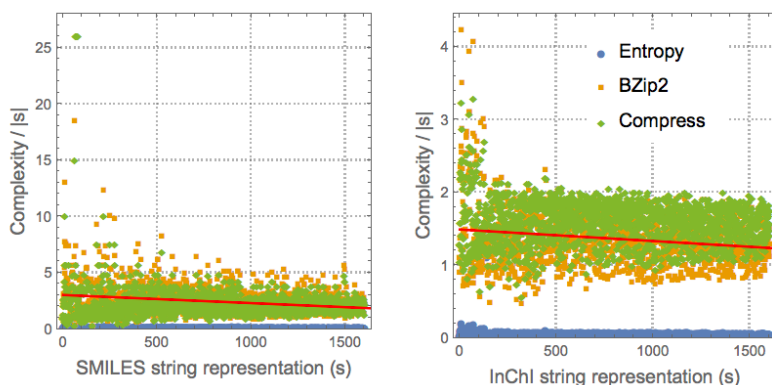 25
20
15
10
5
0
Complexity / |s|
0
500
1000
1500
SMILES string representation (s)
4
3
2
1
0
Complexity / |s|
Entropy
BZip2
Compress
0
500
1000
1500
InChI string representation (s)